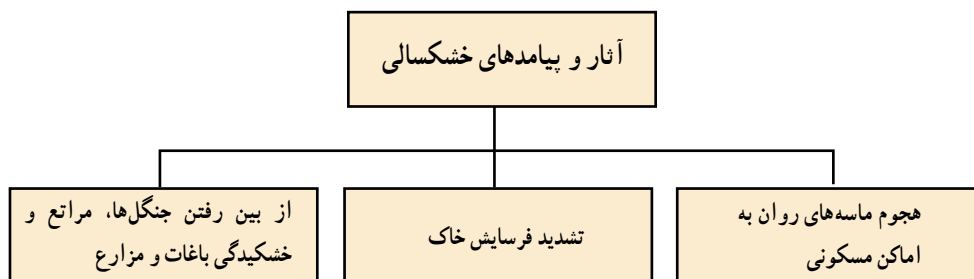 آثار و پیامدهای خشکسالی
هجوم ماسه‌های روان به
اماکن مسکونی
تشدید فرسایش خاک
از بین رفتن جنگل‌ها، مراتع و
خشکیدگی باغات و مزارع